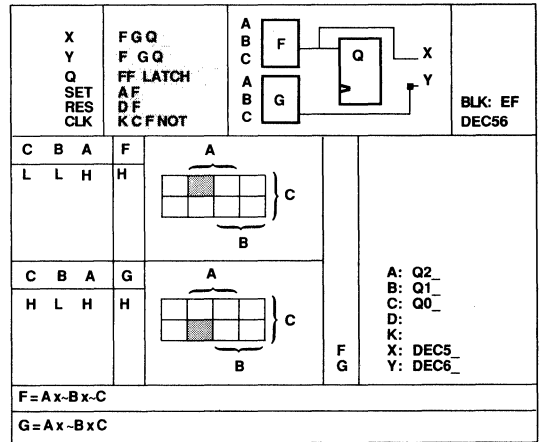 X F G Q
Y F G Q
Q FF LATCH
SET A F
RES D F
CLK K C F NOT
A
B
C
F
Q
X
A
B
C
G
Y
BLK: EF
DEC56
C B A F
L L H H
A
C
B
C B A G
H L H H
A
C
B
F
G
A: Q2_
B: Q1_
C: Q0_
D:
K:
X: DEC5_
Y: DEC6_
F = A x ~B x ~C
G = A x ~B x C